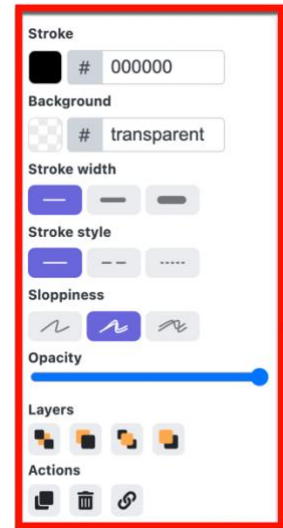 Stroke
# 000000
Background
# transparent
Stroke width
Stroke style
Sloppiness
Opacity
Layers
Actions